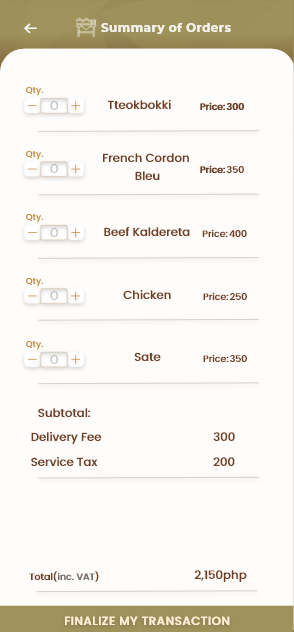 Summary of Orders
Qty.
0 Tteokbokki Price:300
Qty.
0 French Cordon Bleu Price:350
Qty.
0 Beef Kaldereta Price:400
Qty.
0 Chicken Price:250
Qty.
0 Sate Price:350
Subtotal:
Delivery Fee 300
Service Tax 200
Total(inc. VAT) 2,150php
FINALIZE MY TRANSACTION